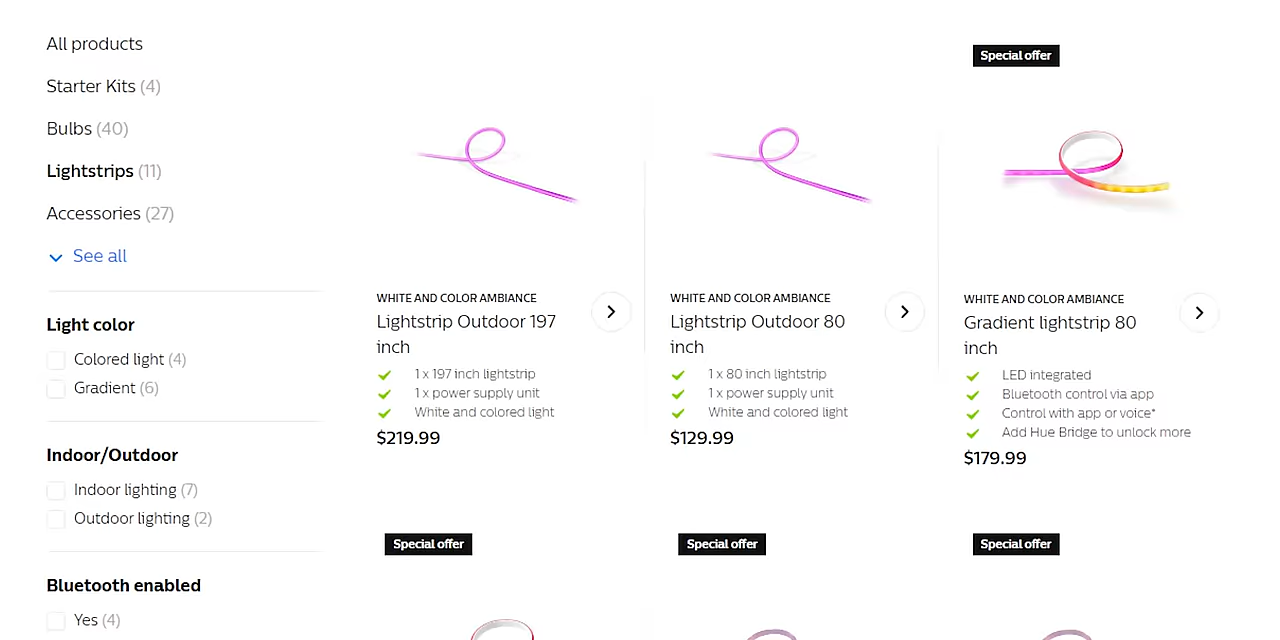 All products
Starter Kits (4)
Bulbs (40)
Lightstrips (11)
Accessories (27)
See all
Light color
Colored light (4)
Gradient (6)
Indoor/Outdoor
Indoor lighting (7)
Outdoor lighting (2)
Bluetooth enabled
Yes (4)
WHITE AND COLOR AMBIANCE
Lightstrip Outdoor 197
inch
1 x 197 inch lightstrip
1 x power supply unit
White and colored light
$219.99
WHITE AND COLOR AMBIANCE
Lightstrip Outdoor 80
inch
1 x 80 inch lightstrip
1 x power supply unit
White and colored light
$129.99
Special offer
WHITE AND COLOR AMBIANCE
Gradient lightstrip 80
inch
LED integrated
Bluetooth control via app
Control with app or voice*
Add Hue Bridge to unlock more
$179.99
Special offer
Special offer
Special offer